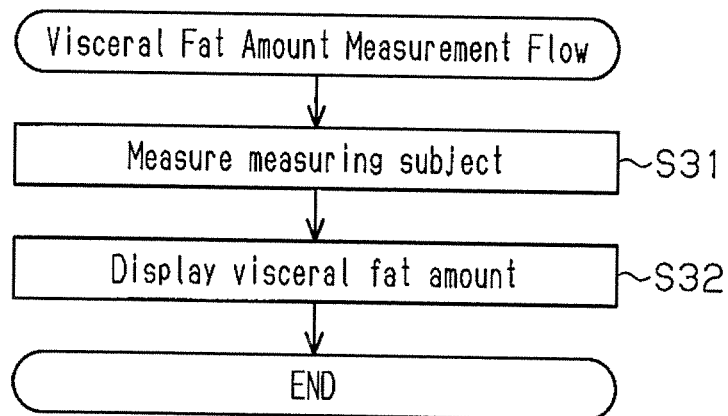 Visceral Fat Amount Measurement Flow
Measure measuring subject
S31
Display visceral fat amount
S32
END